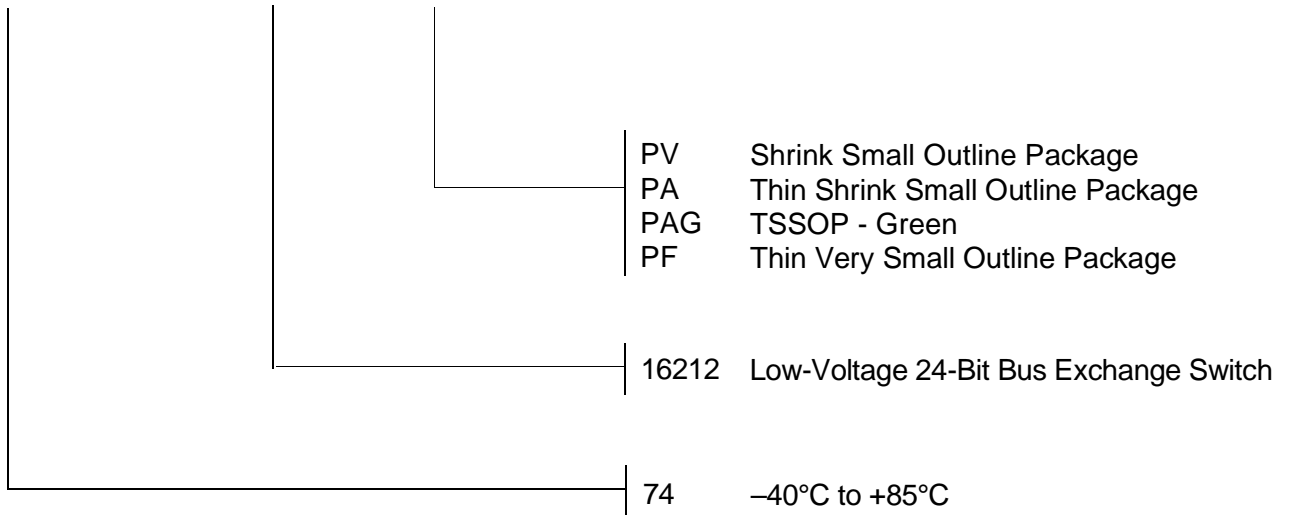 PV Shrink Small Outline Package
PA Thin Shrink Small Outline Package
PAG TSSOP - Green
PF Thin Very Small Outline Package
16212 Low-Voltage 24-Bit Bus Exchange Switch
74 –40°C to +85°C